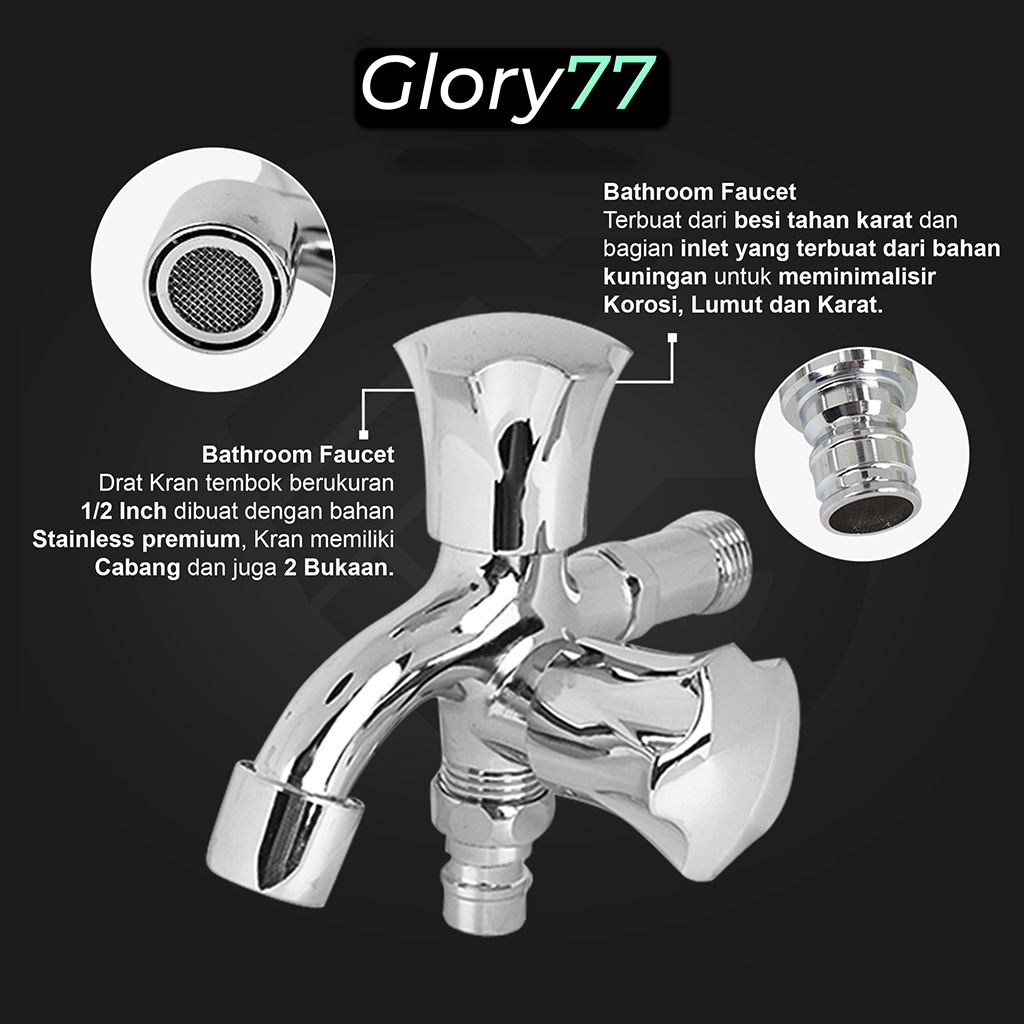 Glory77
Bathroom Faucet
Terbuat dari besi tahan karat dan
bagian inlet yang terbuat dari bahan
kuningan untuk meminimalisir
Korosi, Lumut dan Karat.
Bathroom Faucet
Drat Kran tembok berukuran
1/2 Inch dibuat dengan bahan
Stainless premium, Kran memiliki
Cabang dan juga 2 Bukaan.